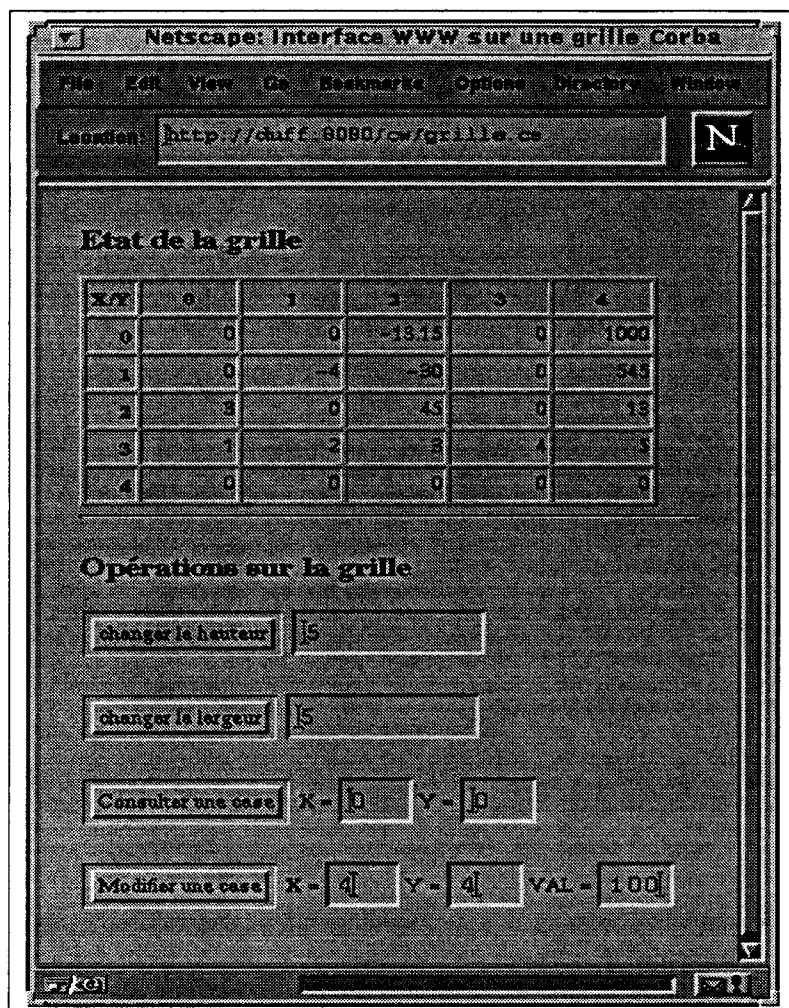 Netscape: Interface WWW sur une grille Corba
File Edit View Go Bookmarks Options Directory Window
Location: http://duff:8080/cw/grille.cs
N
Etat de la grille
X/Y 0 1 2 3 4
0 0 0 -13.15 0 1000
1 0 -4 -30 0 545
2 3 0 45 0 13
3 1 2 3 4 5
4 0 0 0 0 0
Opérations sur la grille
changer la hauteur 5
changer la largeur 5
Consulter une case X = 0 Y = 0
Modifier une case X = 4 Y = 4 VAL = 100